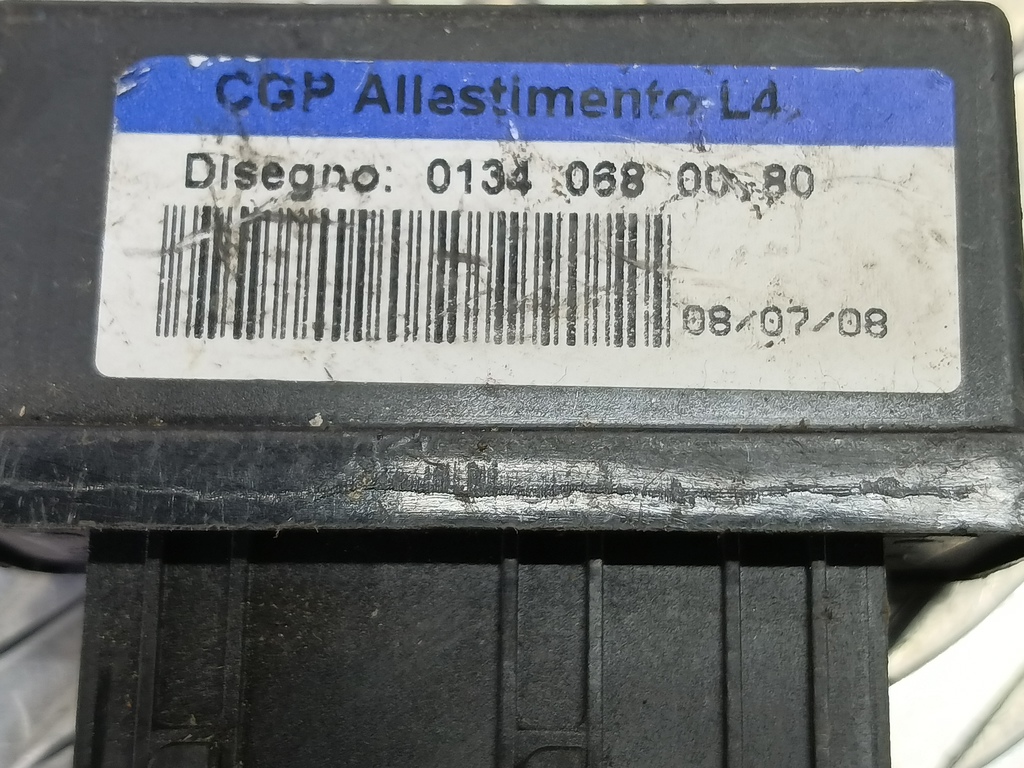 CGP Allestimento L4
Disegno: 0134 068 00 80
08/07/08